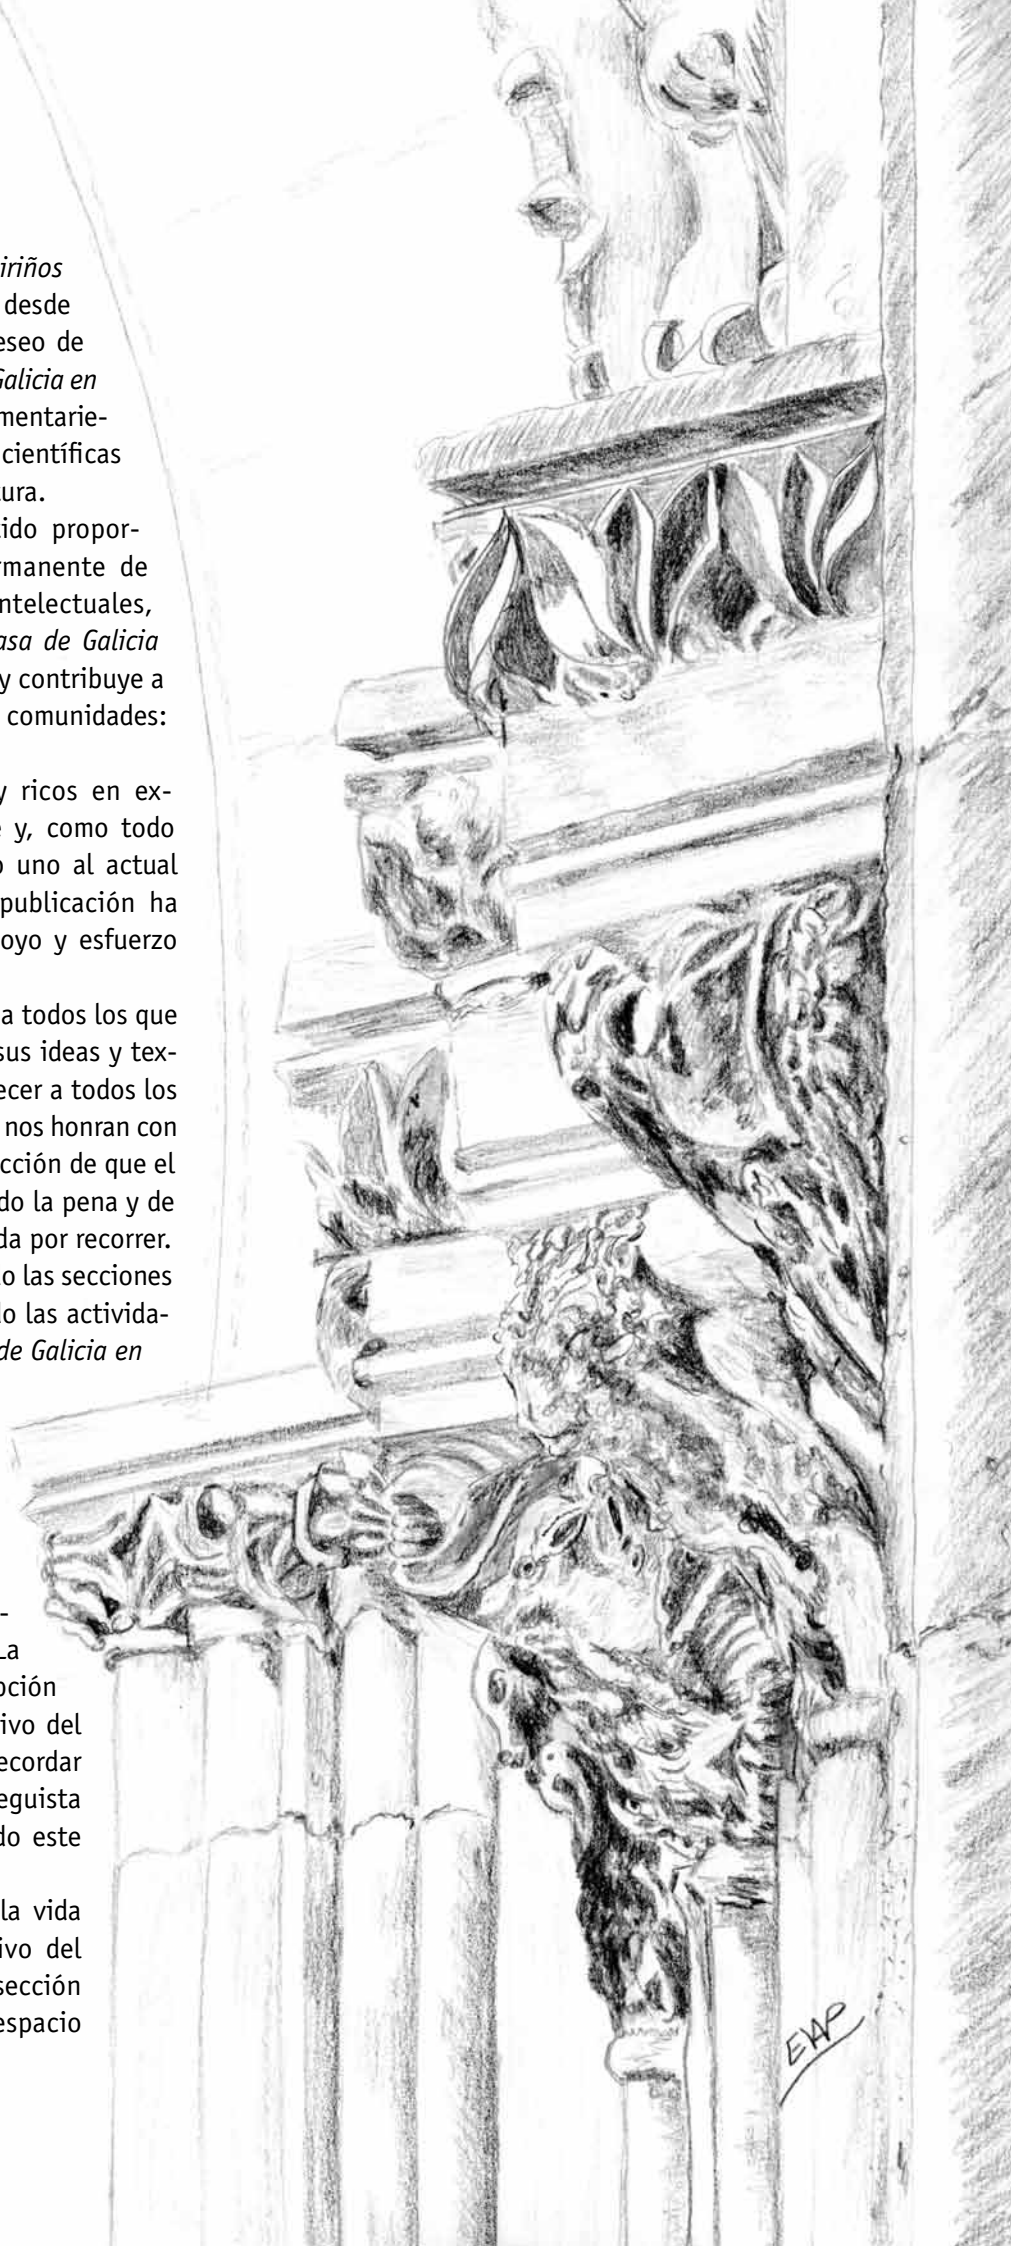 iriños
desde
eseo de
Galicia en
mentarie-
científicas
tura.
tido propor-
rmanente de
ntelectuales,
asa de Galicia
y contribuye a
comunidades:
y ricos en ex-
e y, como todo
o uno al actual
publicación ha
oyo y esfuerzo
a todos los que
sus ideas y tex-
ecer a todos los
nos honran con
cción de que el
do la pena y de
da por recorrer.
o las secciones
do las activida-
de Galicia en
-
La
pción
ivo del
ecordar
eguista
do este
la vida
ivo del
sección
espacio